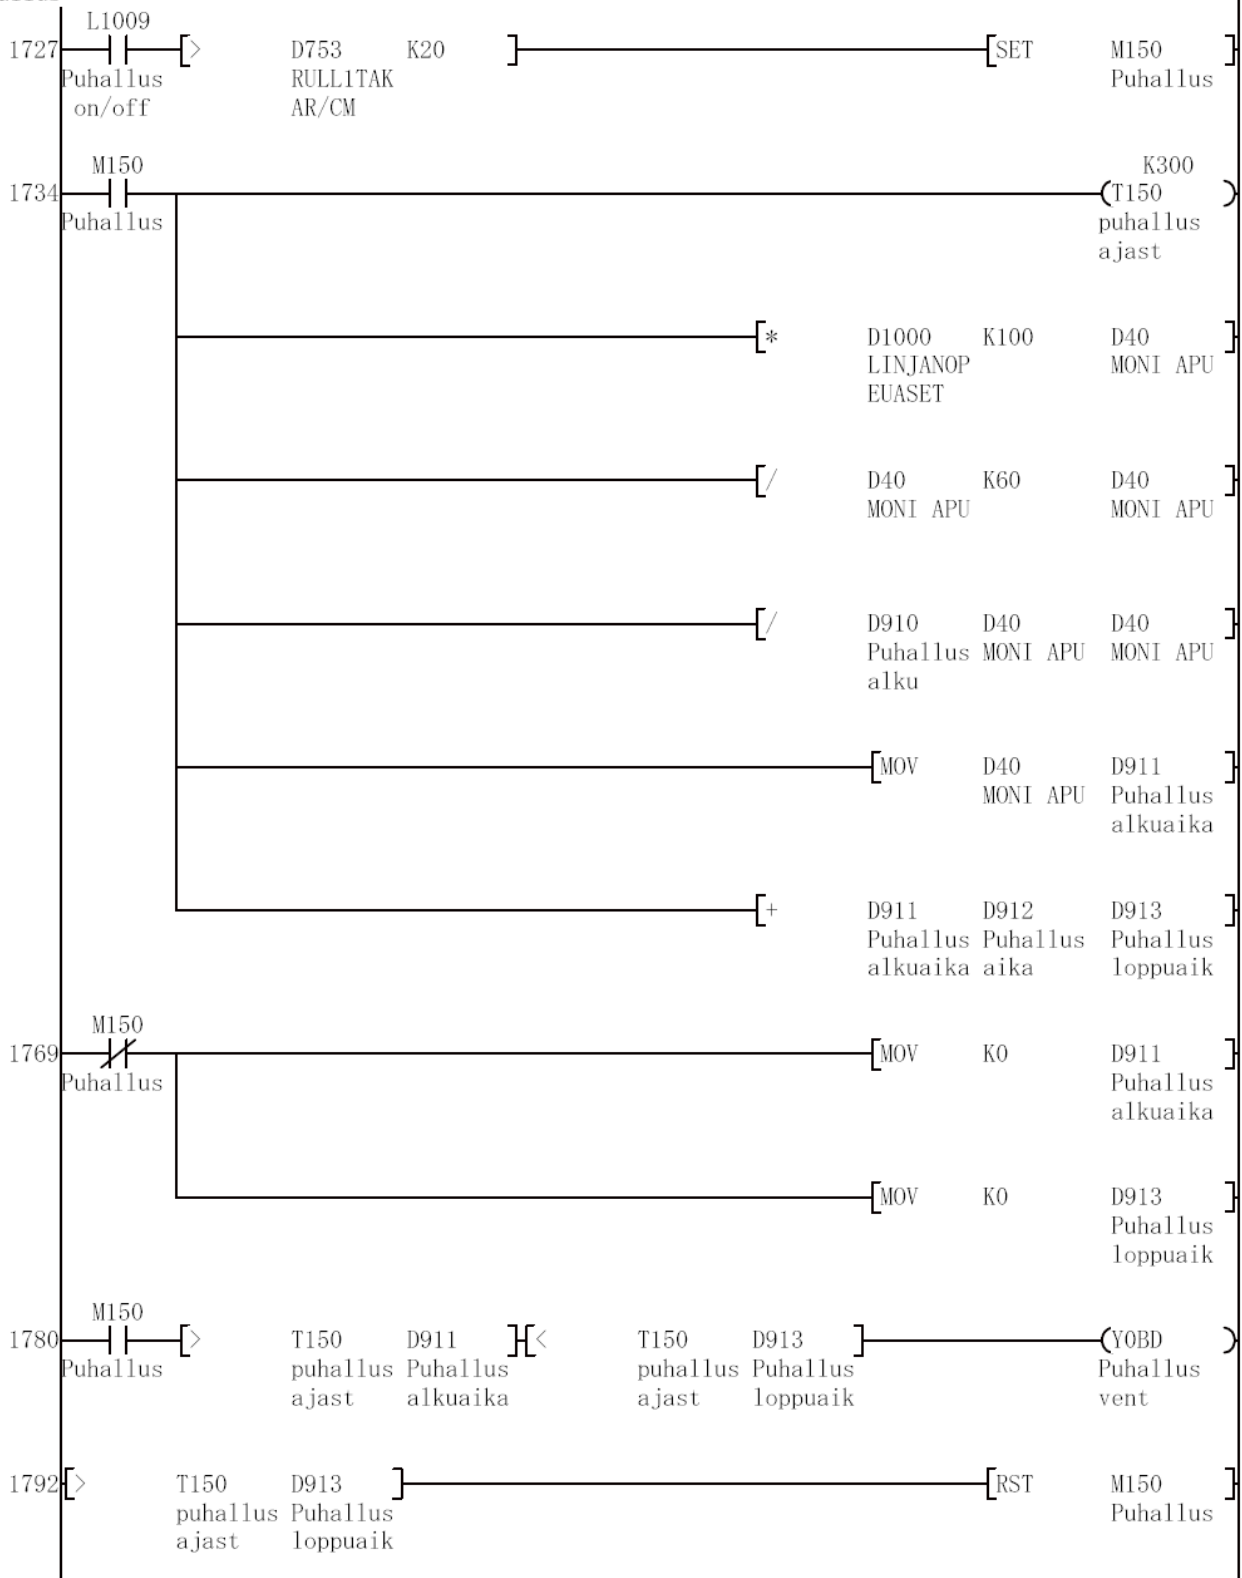 L1009
1727 > D753 K20 SET M150
Puhallus RULL1TAK Puhallus
on/off AR/CM
M150 K300
1734 T150
Puhallus puhallus
ajast
* D1000 K100 D40
LINJANOP MONI APU
EUASET
/ D40 K60 D40
MONI APU MONI APU
/ D910 D40 D40
Puhallus MONI APU MONI APU
alku
MOV D40 D911
MONI APU Puhallus
alkuaika
+ D911 D912 D913
Puhallus Puhallus Puhallus
alkuaika aika loppuaik
M150
1769 MOV K0 D911
Puhallus Puhallus
alkuaika
MOV K0 D913
Puhallus
loppuaik
M150
1780 > T150 D911 < T150 D913 Y0BD
Puhallus puhallus Puhallus puhallus Puhallus Puhallus
ajast alkuaika ajast loppuaik vent
1792 > T150 D913 RST M150
puhallus Puhallus Puhallus
ajast loppuaik